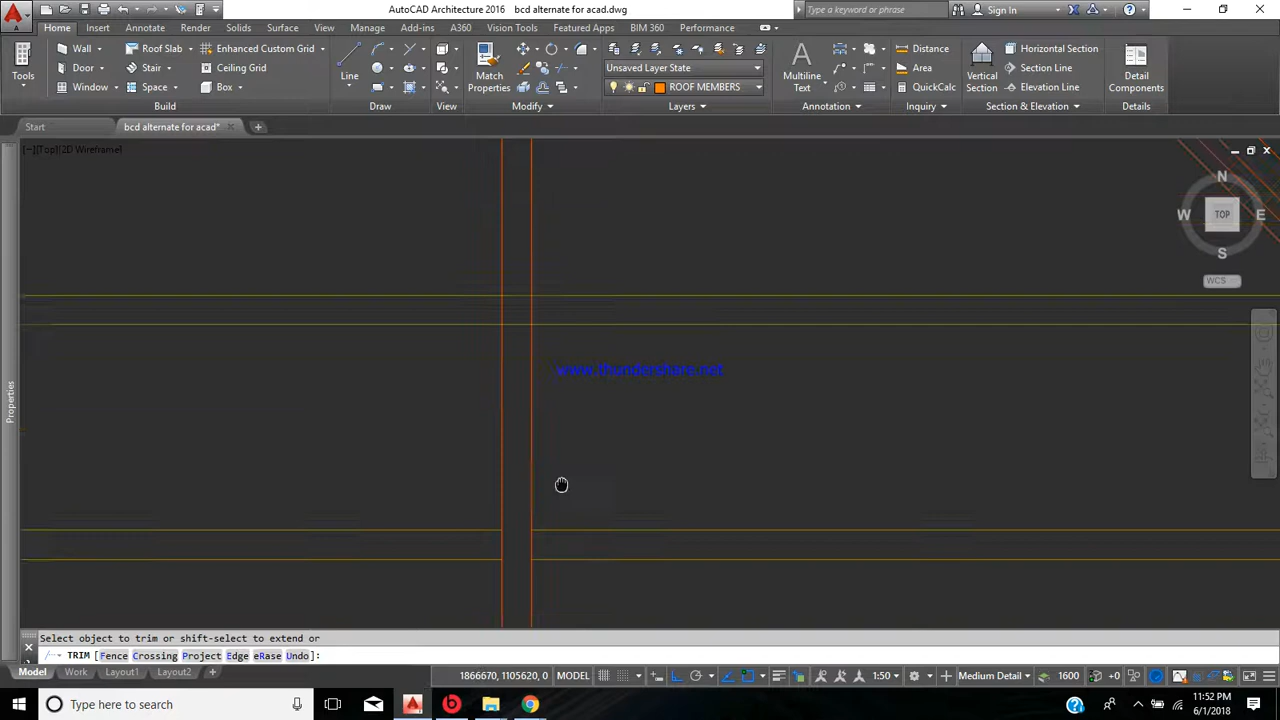 AutoCAD Architecture 2016 bcd alternate for acad.dwg
Type a keyword or phrase
Sign In
Home Insert Annotate Render Solids Surface Manage Add-ins A360 Vision Tools Featured Apps BIM 360 Performance
Tools
Wall
Door
Window
Roof Slab
Stair
Space
Enhanced Custom Grid
Ceiling Grid
Box
Build
Line
Draw
View
Match Properties
Modify
Unsaved Layer State
ROOF MEMBERS
Layers
Multiline Text
Annotation
Distance
Area
QuickCalc
Inquiry
Vertical Section
Horizontal Section
Section Line
Elevation Line
Section & Elevation
Detail Components
Details
Start
bcd alternate for acad*
[−][Top][2D Wireframe]
N
W TOP E
S
WCS
Properties
Select object to trim or shift-select to extend or
TRIM [Fence Crossing Project Edge eRase Undo]:
Model Work Layout1 Layout2
1866670, 1105620, 0 MODEL
1:50
Medium Detail
1600
+0
Type here to search
11:52 PM
6/1/2018